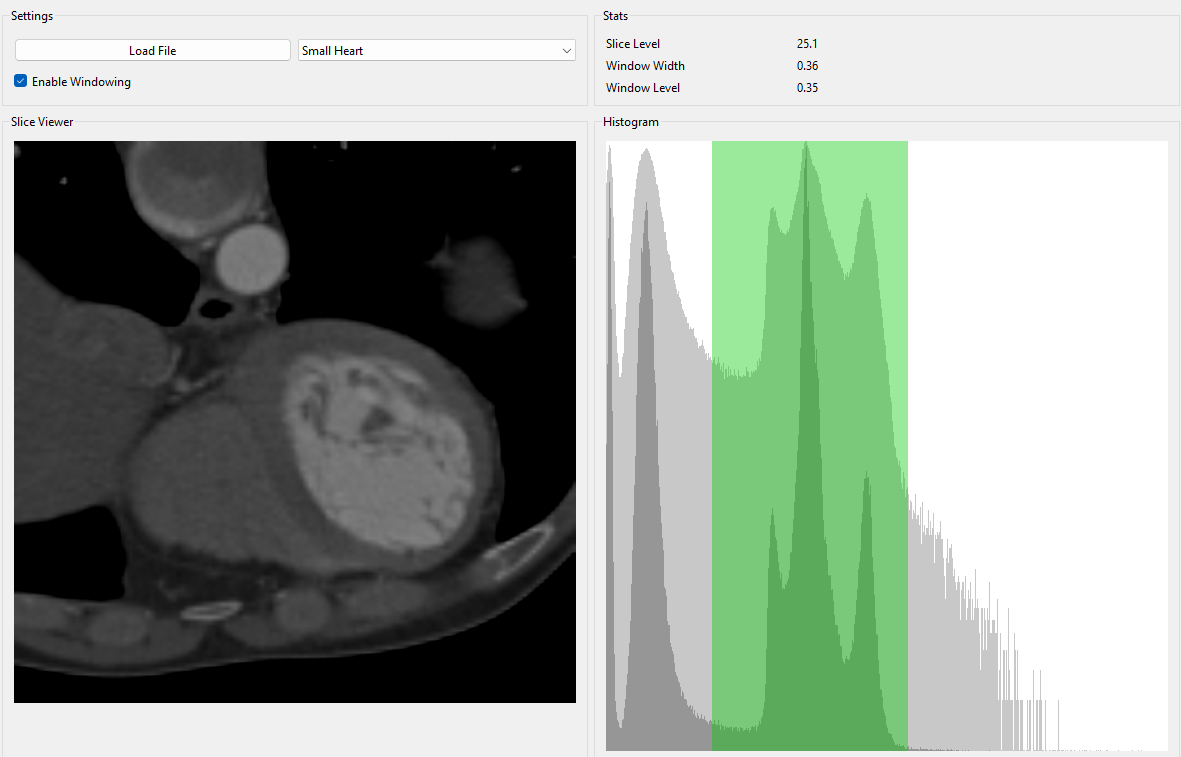 Settings
Load File
Small Heart
Enable Windowing
Stats
Slice Level 25.1
Window Width 0.36
Window Level 0.35
Slice Viewer
Histogram